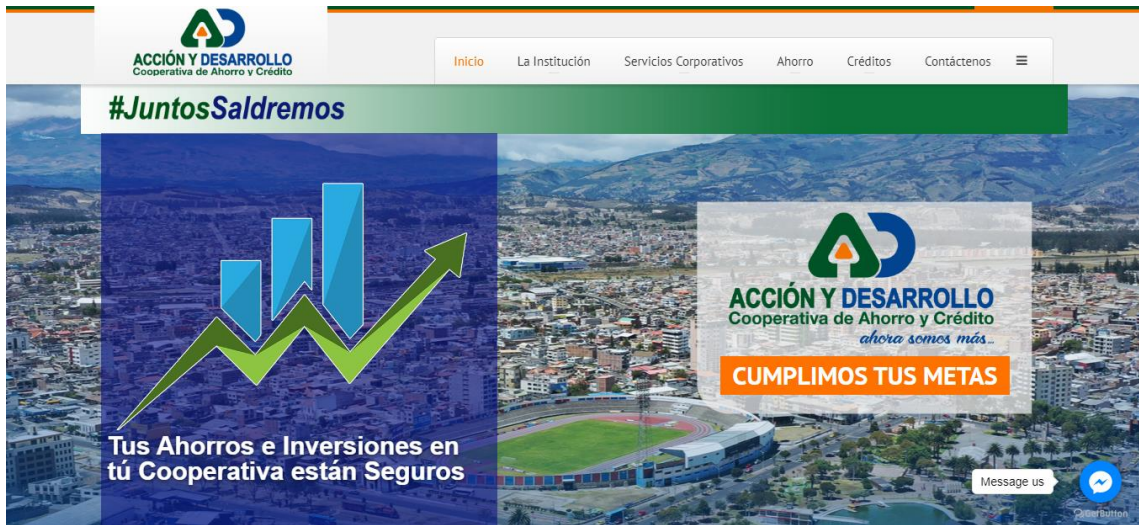 ACCIÓN Y DESARROLLO
Cooperativa de Ahorro y Crédito
Inicio La Institución Servicios Corporativos Ahorro Créditos Contáctenos
#JuntosSaldremos
Tus Ahorros e Inversiones en
tú Cooperativa están Seguros
ACCIÓN Y DESARROLLO
Cooperativa de Ahorro y Crédito
ahora somos más...
CUMPLIMOS TUS METAS
Message us
GetButton